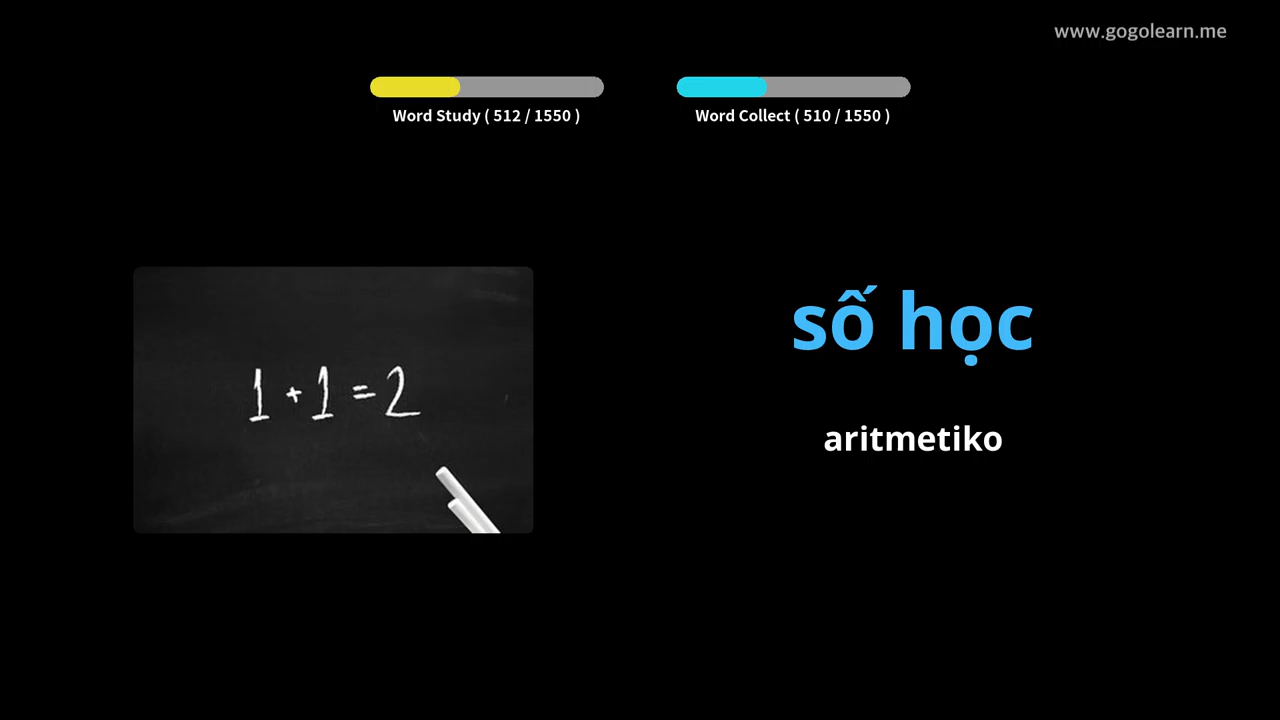 www.gogolearn.me
Word Study ( 512 / 1550 )
Word Collect ( 510 / 1550 )
1 + 1 = 2
số học
aritmetiko